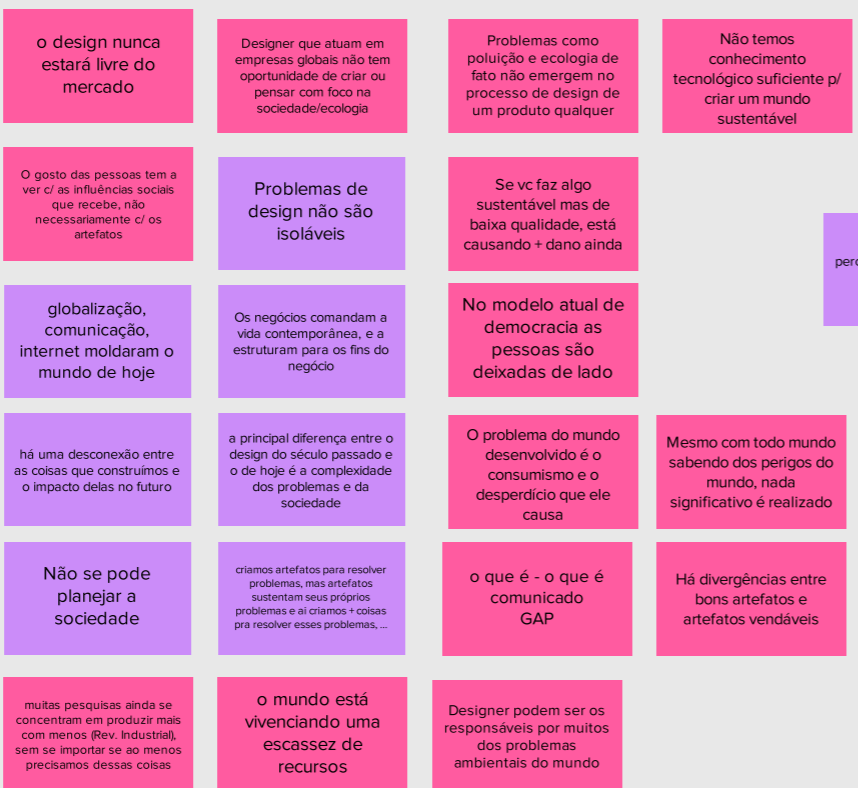 o design nunca
estará livre do
mercado
Designer que atuam em
empresas globais não tem
oportunidade de criar ou
pensar com foco na
sociedade/ecologia
Problemas como
poluição e ecologia de
fato não emergem no
processo de design de
um produto qualquer
Não temos
conhecimento
tecnológico suficiente p/
criar um mundo
sustentável
O gosto das pessoas tem a
ver c/ as influências sociais
que recebe, não
necessariamente c/ os
artefatos
Problemas de
design não são
isoláveis
Se vc faz algo
sustentável mas de
baixa qualidade, está
causando + dano ainda
globalização,
comunicação,
internet moldaram o
mundo de hoje
Os negócios comandam a
vida contemporânea, e a
estruturam para os fins do
negócio
No modelo atual de
democracia as
pessoas são
deixadas de lado
há uma desconexão entre
as coisas que construímos e
o impacto delas no futuro
a principal diferença entre o
design do século passado e
o de hoje é a complexidade
dos problemas e da
sociedade
O problema do mundo
desenvolvido é o
consumismo e o
desperdício que ele
causa
Mesmo com todo mundo
sabendo dos perigos do
mundo, nada
significativo é realizado
Não se pode
planejar a
sociedade
criamos artefatos para resolver
problemas, mas artefatos
sustentam seus próprios
problemas e ai criamos + coisas
pra resolver esses problemas, ...
o que é - o que é
comunicado
GAP
Há divergências entre
bons artefatos e
artefatos vendáveis
muitas pesquisas ainda se
concentram em produzir mais
com menos (Rev. Industrial),
sem se importar se ao menos
precisamos dessas coisas
o mundo está
vivenciando uma
escassez de
recursos
Designer podem ser os
responsáveis por muitos
dos problemas
ambientais do mundo